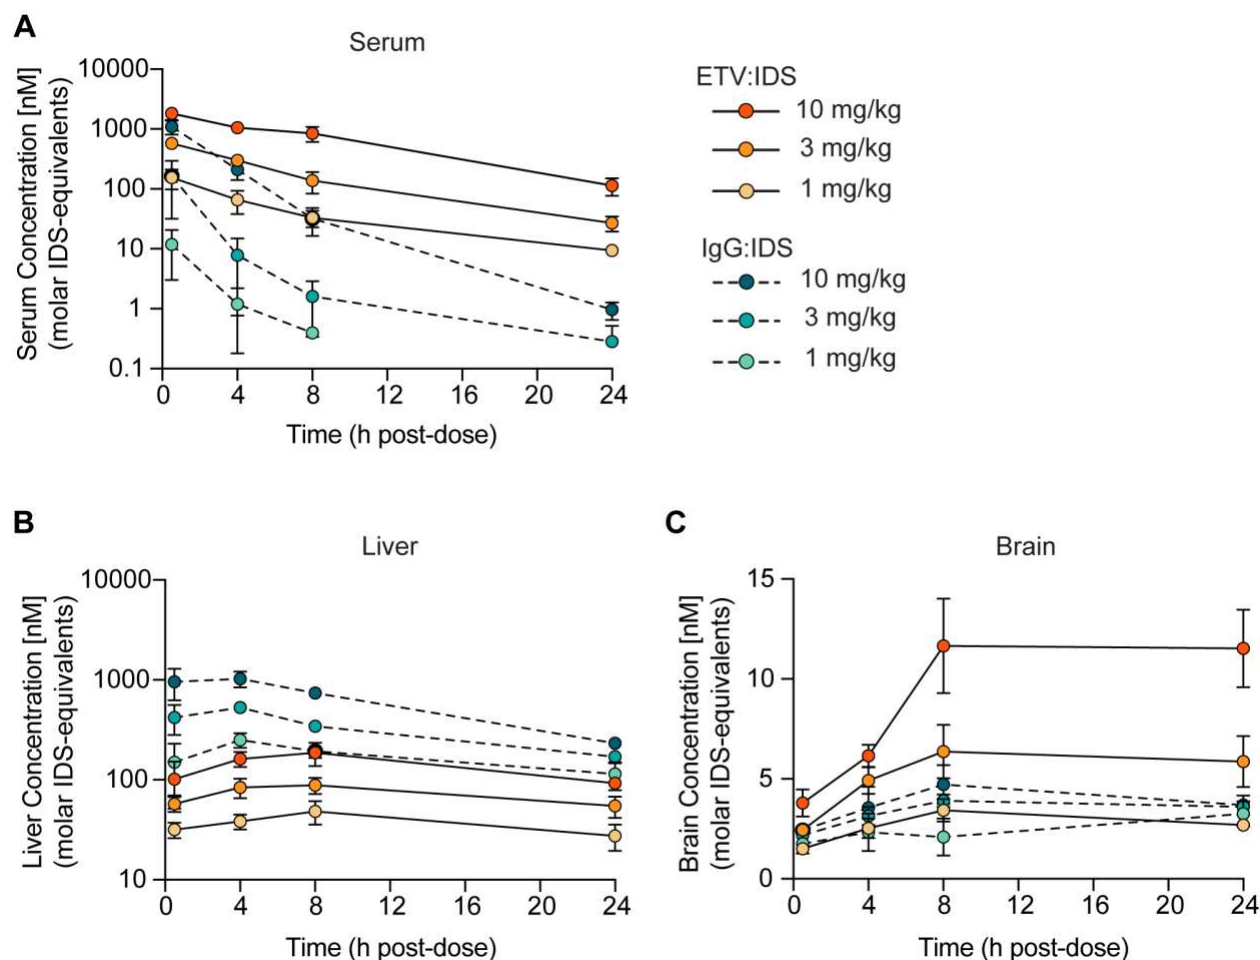 A
Serum
Serum Concentration [nM]
(molar IDS-equivalents)
10000
1000
100
10
1
0.1
0 4 8 12 16 20 24
Time (h post-dose)
ETV:IDS
10 mg/kg
3 mg/kg
1 mg/kg
IgG:IDS
10 mg/kg
3 mg/kg
1 mg/kg
B
Liver
Liver Concentration [nM]
(molar IDS-equivalents)
10000
1000
100
10
0 4 8 12 16 20 24
Time (h post-dose)
C
Brain
Brain Concentration [nM]
(molar IDS-equivalents)
15
10
5
0
0 4 8 12 16 20 24
Time (h post-dose)